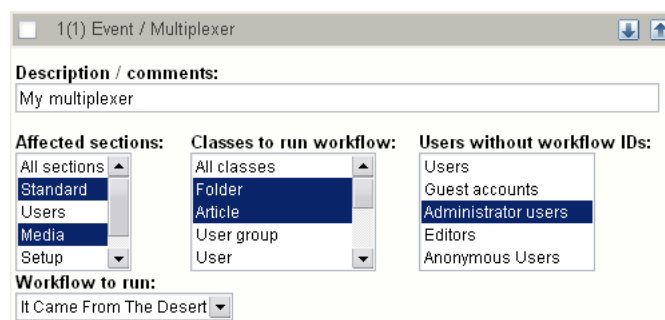 1(1) Event / Multiplexer
Description / comments:
My multiplexer
Affected sections: Classes to run workflow: Users without workflow IDs:
All sections All classes Users
Standard Folder Guest accounts
Users Article Administrator users
Media User group Editors
Setup User Anonymous Users
Workflow to run:
It Came From The Desert